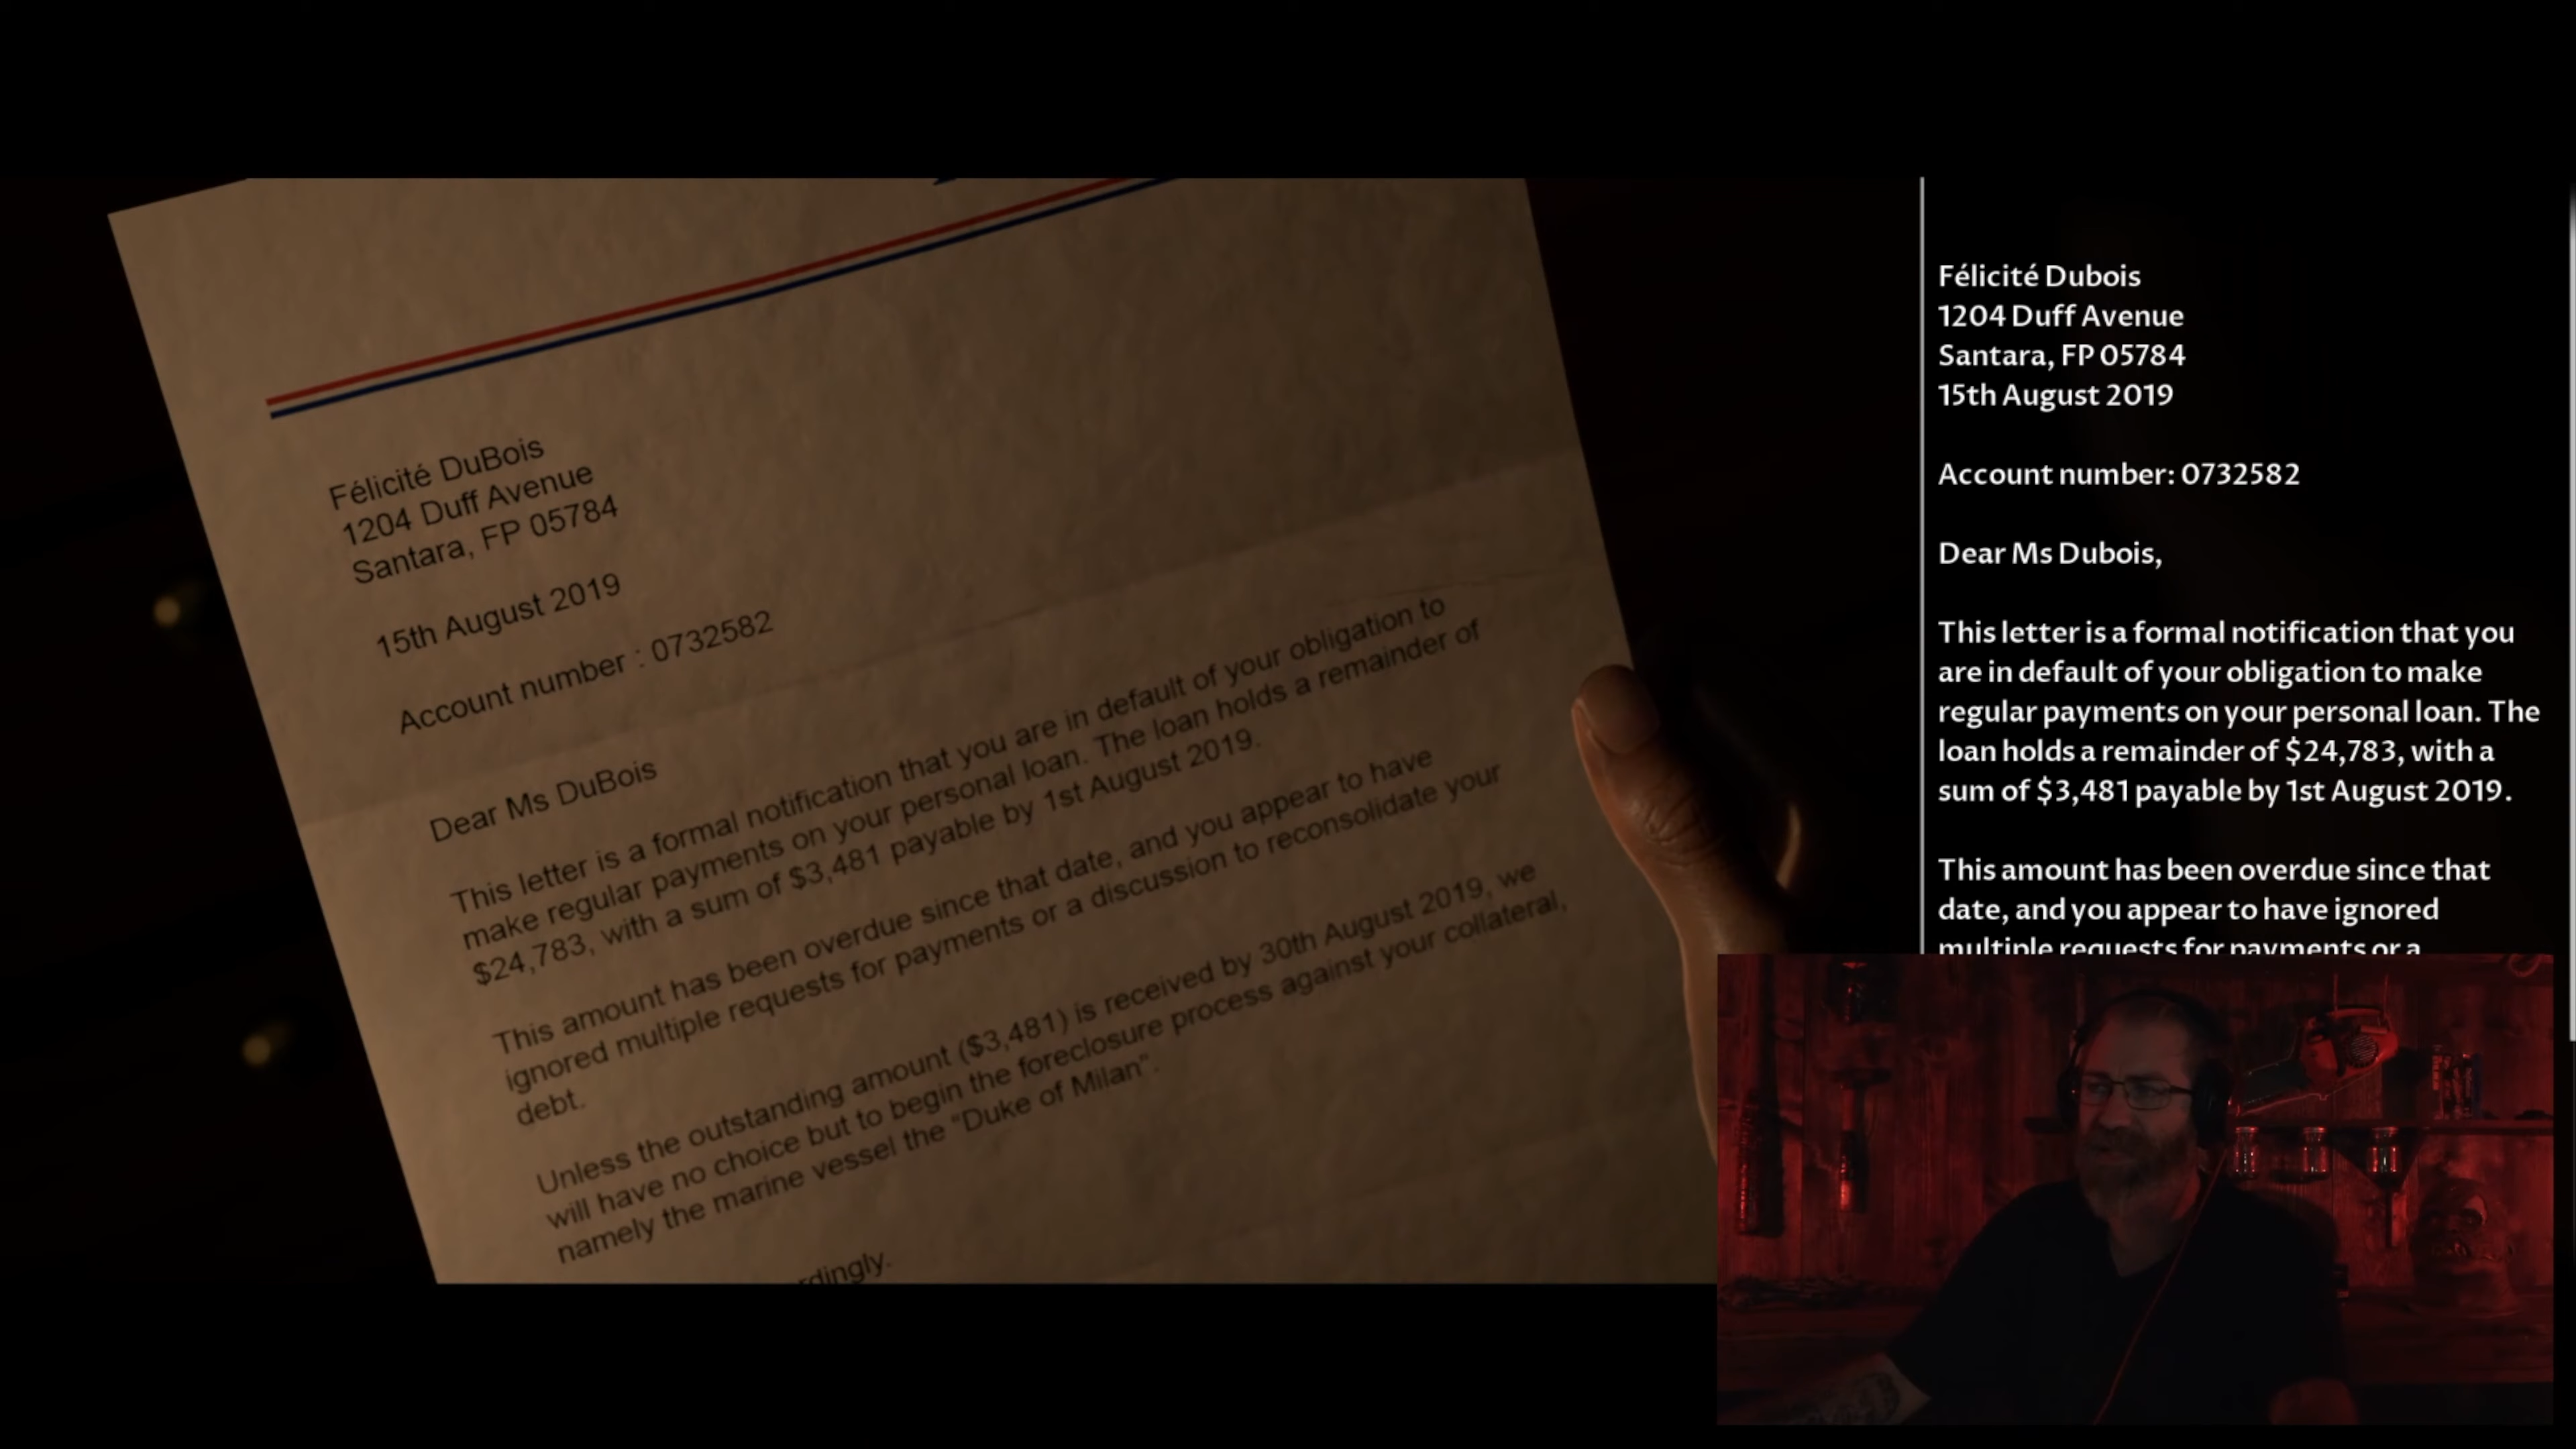 Félicité DuBois
1204 Duff Avenue
Santara, FP 05784
15th August 2019
Account number : 0732582
Dear Ms DuBois
This letter is a formal notification that you are in default of your obligation to
make regular payments on your personal loan. The loan holds a remainder of
$24,783, with a sum of $3,481 payable by 1st August 2019.
This amount has been overdue since that date, and you appear to have
ignored multiple requests for payments or a discussion to reconsolidate your
debt.
Unless the outstanding amount ($3,481) is received by 30th August 2019, we
will have no choice but to begin the foreclosure process against your collateral,
namely the marine vessel the "Duke of Milan".
Félicité Dubois
1204 Duff Avenue
Santara, FP 05784
15th August 2019
Account number: 0732582
Dear Ms Dubois,
This letter is a formal notification that you
are in default of your obligation to make
regular payments on your personal loan. The
loan holds a remainder of $24,783, with a
sum of $3,481 payable by 1st August 2019.
This amount has been overdue since that
date, and you appear to have ignored
multiple requests for payments or a